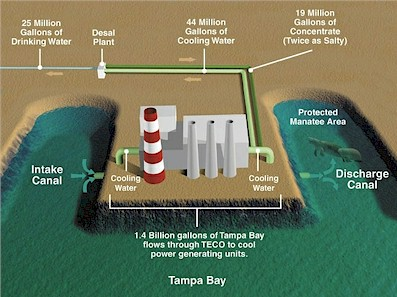 25 Million
Gallons of
Drinking Water
Desal
Plant
44 Million
Gallons of
Cooling Water
19 Million
Gallons of
Concentrate
(Twice as Salty)
Protected
Manatee Area
Intake
Canal
Cooling
Water
Cooling
Water
Discharge
Canal
1.4 Billion gallons of Tampa Bay
flows through TECO to cool
power generating units.
Tampa Bay